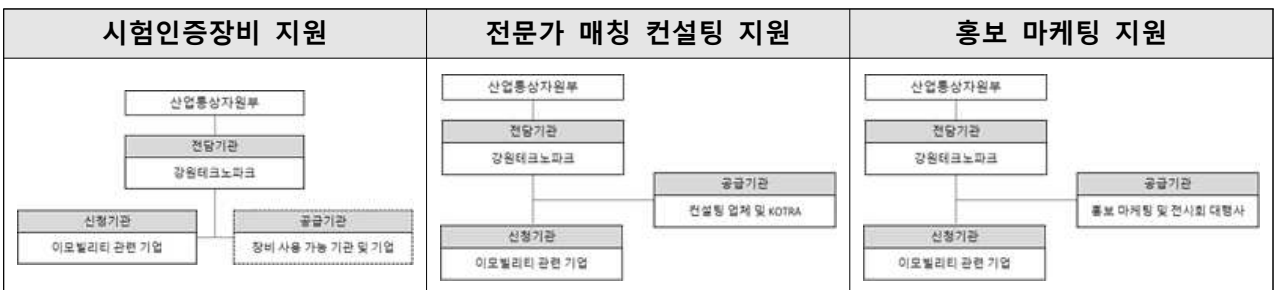 시험인증장비 지원
전문가 매칭 컨설팅 지원
홍보 마케팅 지원
산업통상자원부
전담기관
강원테크노파크
신청기관
이모빌리티 관련 기업
공급기관
장비 사용 가능 기관 및 기업
산업통상자원부
전담기관
강원테크노파크
공급기관
컨설팅 업체 및 KOTRA
신청기관
이모빌리티 관련 기업
산업통상자원부
전담기관
강원테크노파크
공급기관
홍보 마케팅 및 전시회 대행사
신청기관
이모빌리티 관련 기업